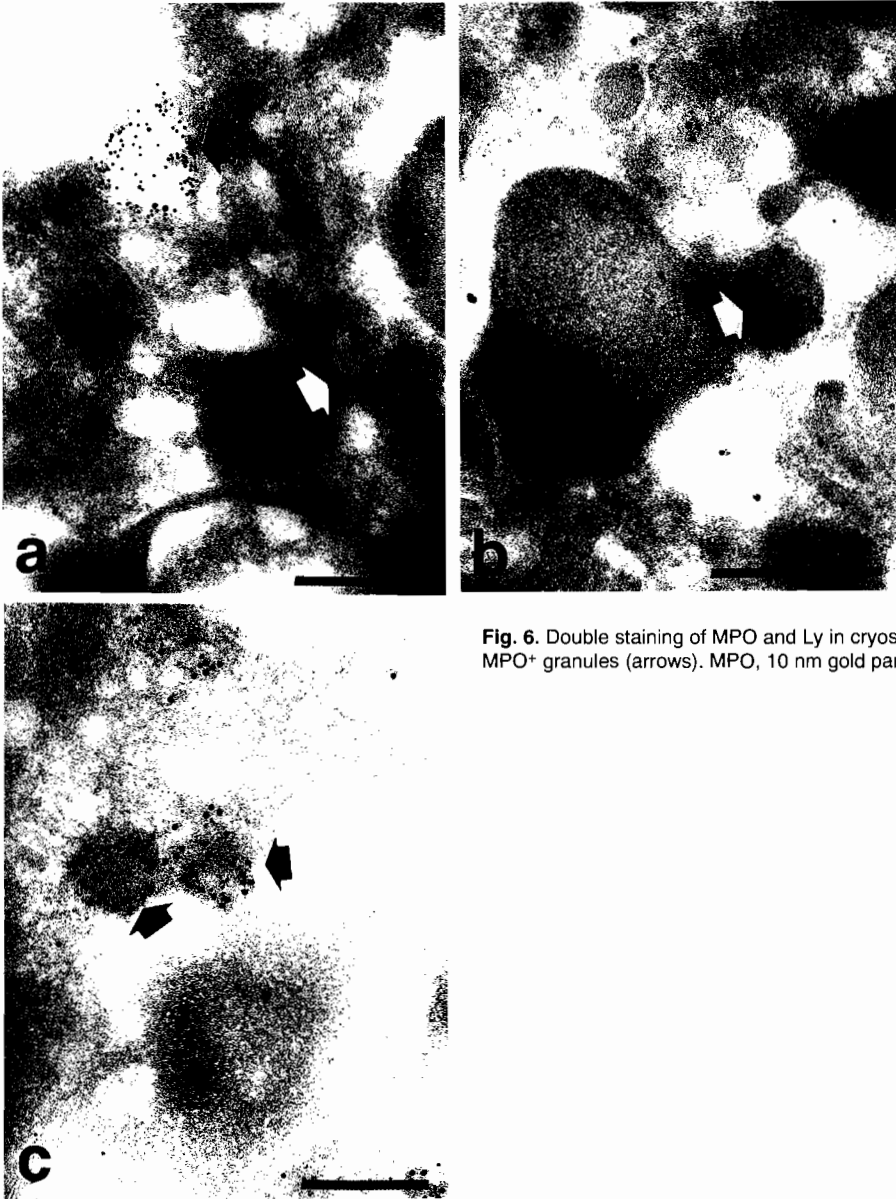 a
b
Fig. 6. Double staining of MPO and Ly in cryos
MPO⁺ granules (arrows). MPO, 10 nm gold par
c